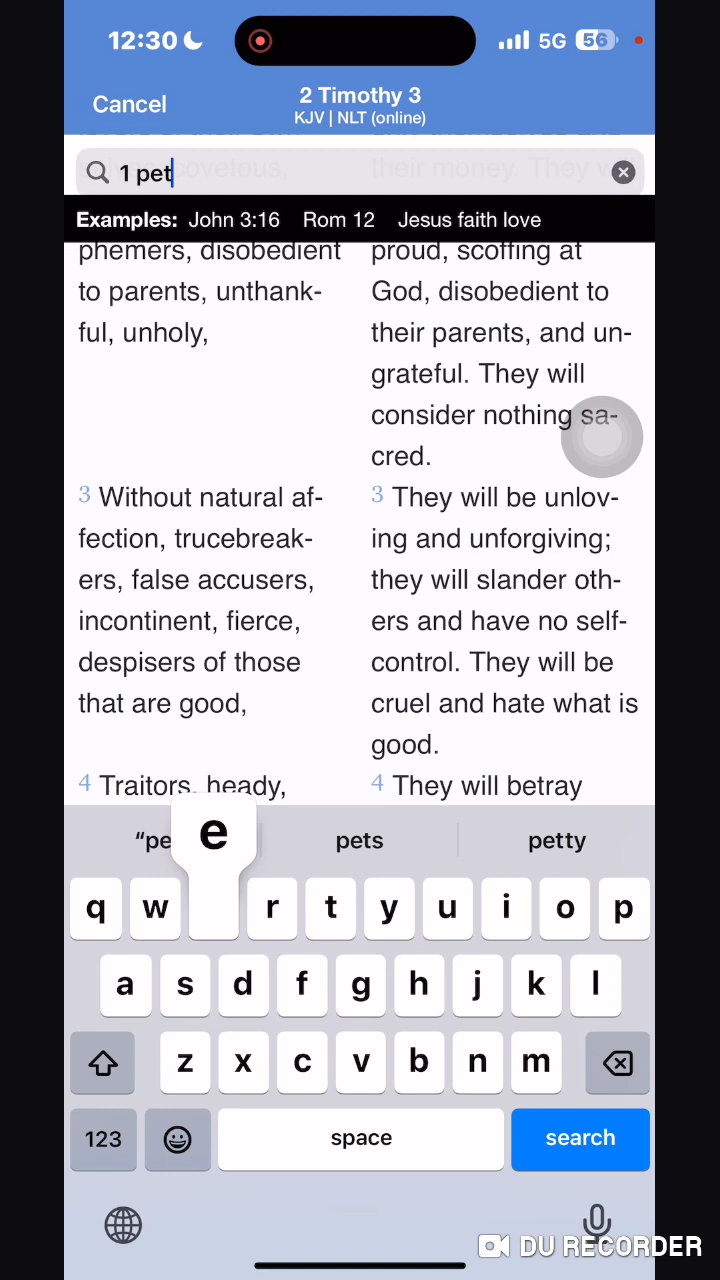 12:30
5G 56
Cancel
2 Timothy 3
KJV | NLT (online)
covetous,
their money. They
1 pet
Examples: John 3:16 Rom 12 Jesus faith love
phemers, disobedient
to parents, unthank-
ful, unholy,
proud, scoffing at
God, disobedient to
their parents, and un-
grateful. They will
consider nothing sa-
cred.
3 Without natural af-
fection, trucebreak-
ers, false accusers,
incontinent, fierce,
despisers of those
that are good,
3 They will be unlov-
ing and unforgiving;
they will slander oth-
ers and have no self-
control. They will be
cruel and hate what is
good.
4 Traitors, heady,
4 They will betray
“pe
pets
petty
e
q w r t y u i o p
a s d f g h j k l
z x c v b n m
123 space search
DU RECORDER